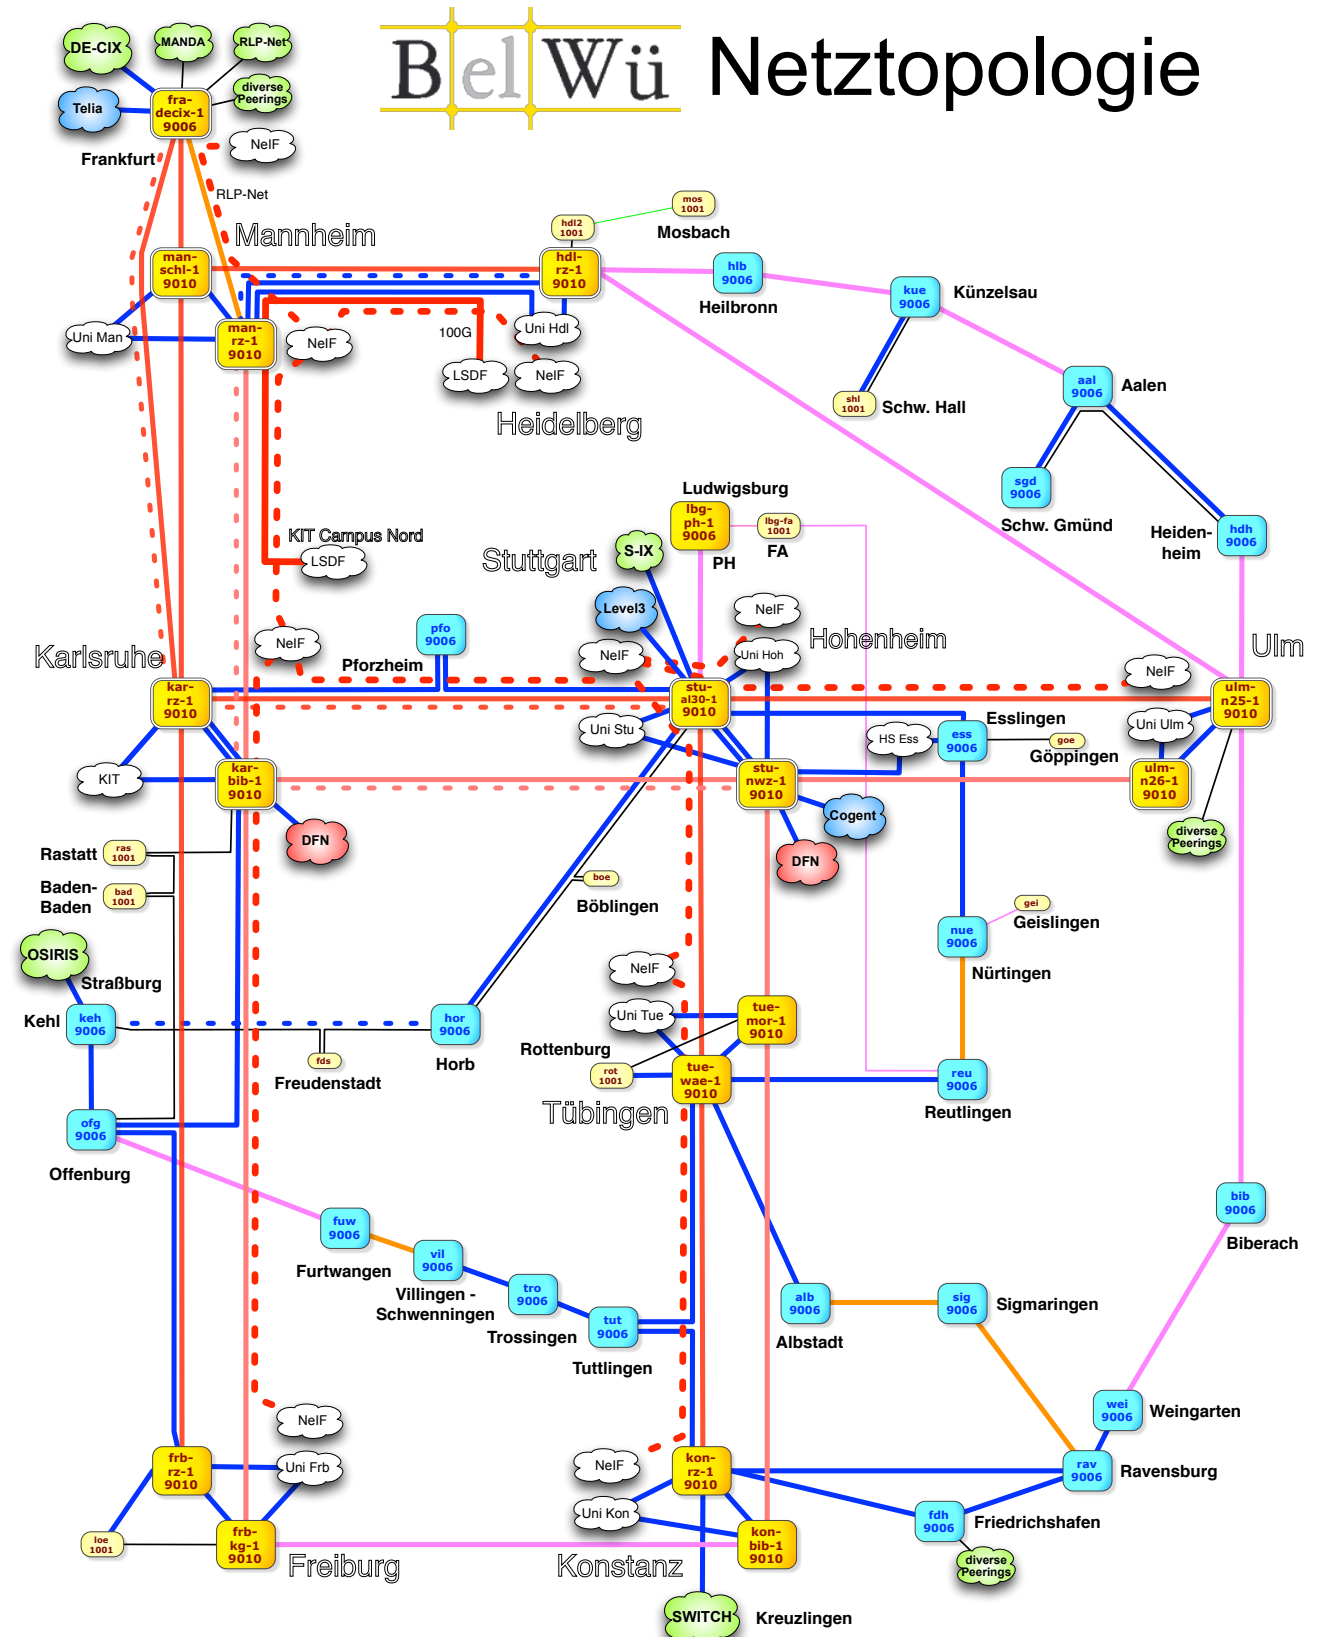 BelWü Netztopologie
DE-CIX
MANDA
RLP-Net
Telia
diverse
Peerings
fra-
decix-1
9006
NeIF
Frankfurt
RLP-Net
Mannheim
mos
1001
Mosbach
hdl2
1001
man-
schl-1
9010
hdl-
rz-1
9010
hlb
9006
Heilbronn
kue
9006
Künzelsau
Uni Man
man-
rz-1
9010
NeIF
100G
Uni Hdl
LSDF
NeIF
Heidelberg
shl
1001
Schw. Hall
aal
9006
Aalen
sgd
9006
Schw. Gmünd
Heiden-
heim
hdh
9006
Ludwigsburg
lbg-
ph-1
9006
PH
lbg-fa
1001
FA
KIT Campus Nord
LSDF
Stuttgart
S-IX
Level3
NeIF
Uni Hoh
Hohenheim
NeIF
Karlsruhe
NeIF
pfo
9006
Pforzheim
Ulm
NeIF
kar-
rz-1
9010
stu-
al30-1
9010
Uni Stu
HS Ess
ess
9006
Esslingen
goe
Göppingen
Uni Ulm
ulm-
n25-1
9010
KIT
kar-
bib-1
9010
DFN
stu-
nwz-1
9010
Cogent
DFN
ulm-
n26-1
9010
diverse
Peerings
Rastatt
ras
1001
Baden-
Baden
bad
1001
boe
Böblingen
gei
Geislingen
nue
9006
Nürtingen
OSIRIS
Straßburg
Kehl
keh
9006
fds
Freudenstadt
hor
9006
Horb
NeIF
Uni Tue
tue-
mor-1
9010
Rottenburg
rot
1001
tue-
wae-1
9010
Tübingen
reu
9006
Reutlingen
ofg
9006
Offenburg
fuw
9006
Furtwangen
vil
9006
Villingen -
Schwenningen
tro
9006
Trossingen
tut
9006
Tuttlingen
alb
9006
Albstadt
sig
9006
Sigmaringen
bib
9006
Biberach
wei
9006
Weingarten
rav
9006
Ravensburg
NeIF
frb-
rz-1
9010
Uni Frb
loe
1001
frb-
kg-1
9010
Freiburg
NeIF
kon-
rz-1
9010
Uni Kon
kon-
bib-1
9010
Konstanz
fdh
9006
Friedrichshafen
diverse
Peerings
SWITCH
Kreuzlingen